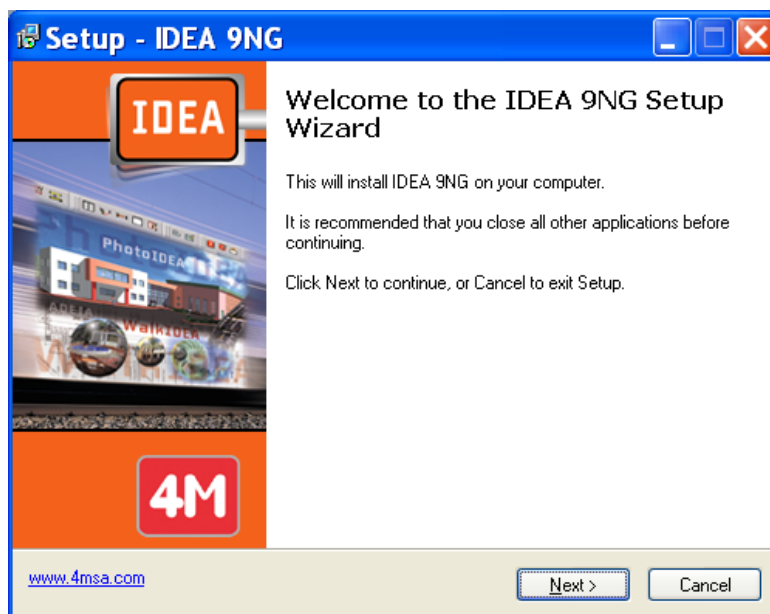 Setup - IDEA 9NG
IDEA
Welcome to the IDEA 9NG Setup
Wizard
This will install IDEA 9NG on your computer.
It is recommended that you close all other applications before
continuing.
Click Next to continue, or Cancel to exit Setup.
PhotoIDEA
WalkIDEA
4M
www.4msa.com
Next >
Cancel